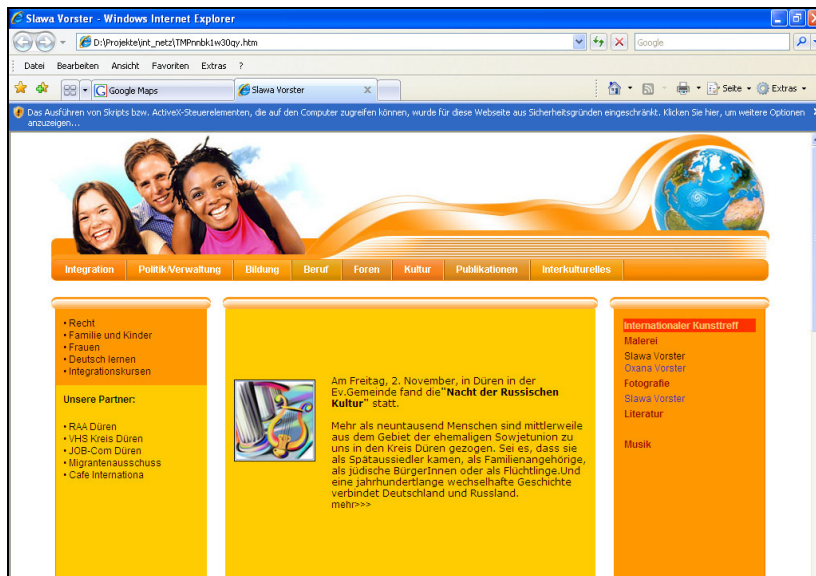 Slawa Vorster - Windows Internet Explorer
D:\Projekte\int_netz\TMPnnbk1w30qy.htm
Google
Datei Bearbeiten Ansicht Favoriten Extras ?
Google Maps
Slawa Vorster
Seite
Extras
Das Ausführen von Skripts bzw. ActiveX-Steuerelementen, die auf den Computer zugreifen können, wurde für diese Webseite aus Sicherheitsgründen eingeschränkt. Klicken Sie hier, um weitere Optionen
anzuzeigen...
Integration Politik/Verwaltung Bildung Beruf Foren Kultur Publikationen Interkulturelles
• Recht
• Familie und Kinder
• Frauen
• Deutsch lernen
• Integrationskursen
Unsere Partner:
• RAA Düren
• VHS Kreis Düren
• JOB-Com Düren
• Migrantenausschuss
• Cafe Internationa
Am Freitag, 2. November, in Düren in der
Ev.Gemeinde fand die"Nacht der Russischen
Kultur" statt.
Mehr als neuntausend Menschen sind mittlerweile
aus dem Gebiet der ehemaligen Sowjetunion zu
uns in den Kreis Düren gezogen. Sei es, dass sie
als Spätaussiedler kamen, als Familienangehörige,
als jüdische BürgerInnen oder als Flüchtlinge.Und
eine jahrhundertlange wechselhafte Geschichte
verbindet Deutschland und Russland.
mehr>>>
Internationaler Kunsttreff
Malerei
Slawa Vorster
Oxana Vorster
Fotografie
Slawa Vorster
Literatur
Musik